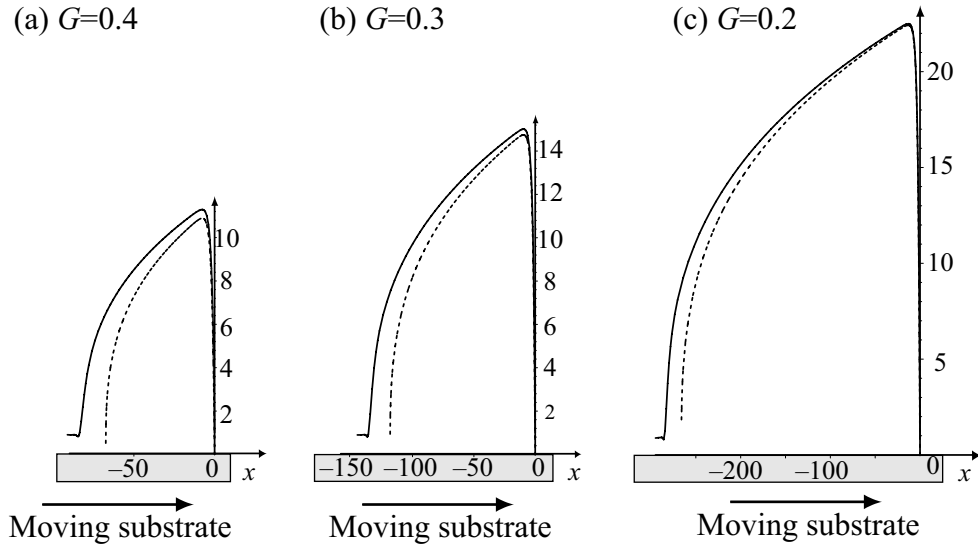 (a) G=0.4
(b) G=0.3
(c) G=0.2
10
8
6
4
2
–50
0
x
Moving substrate
14
12
10
8
6
4
2
–150
–100
–50
0
x
Moving substrate
20
15
10
5
–200
–100
0
x
Moving substrate